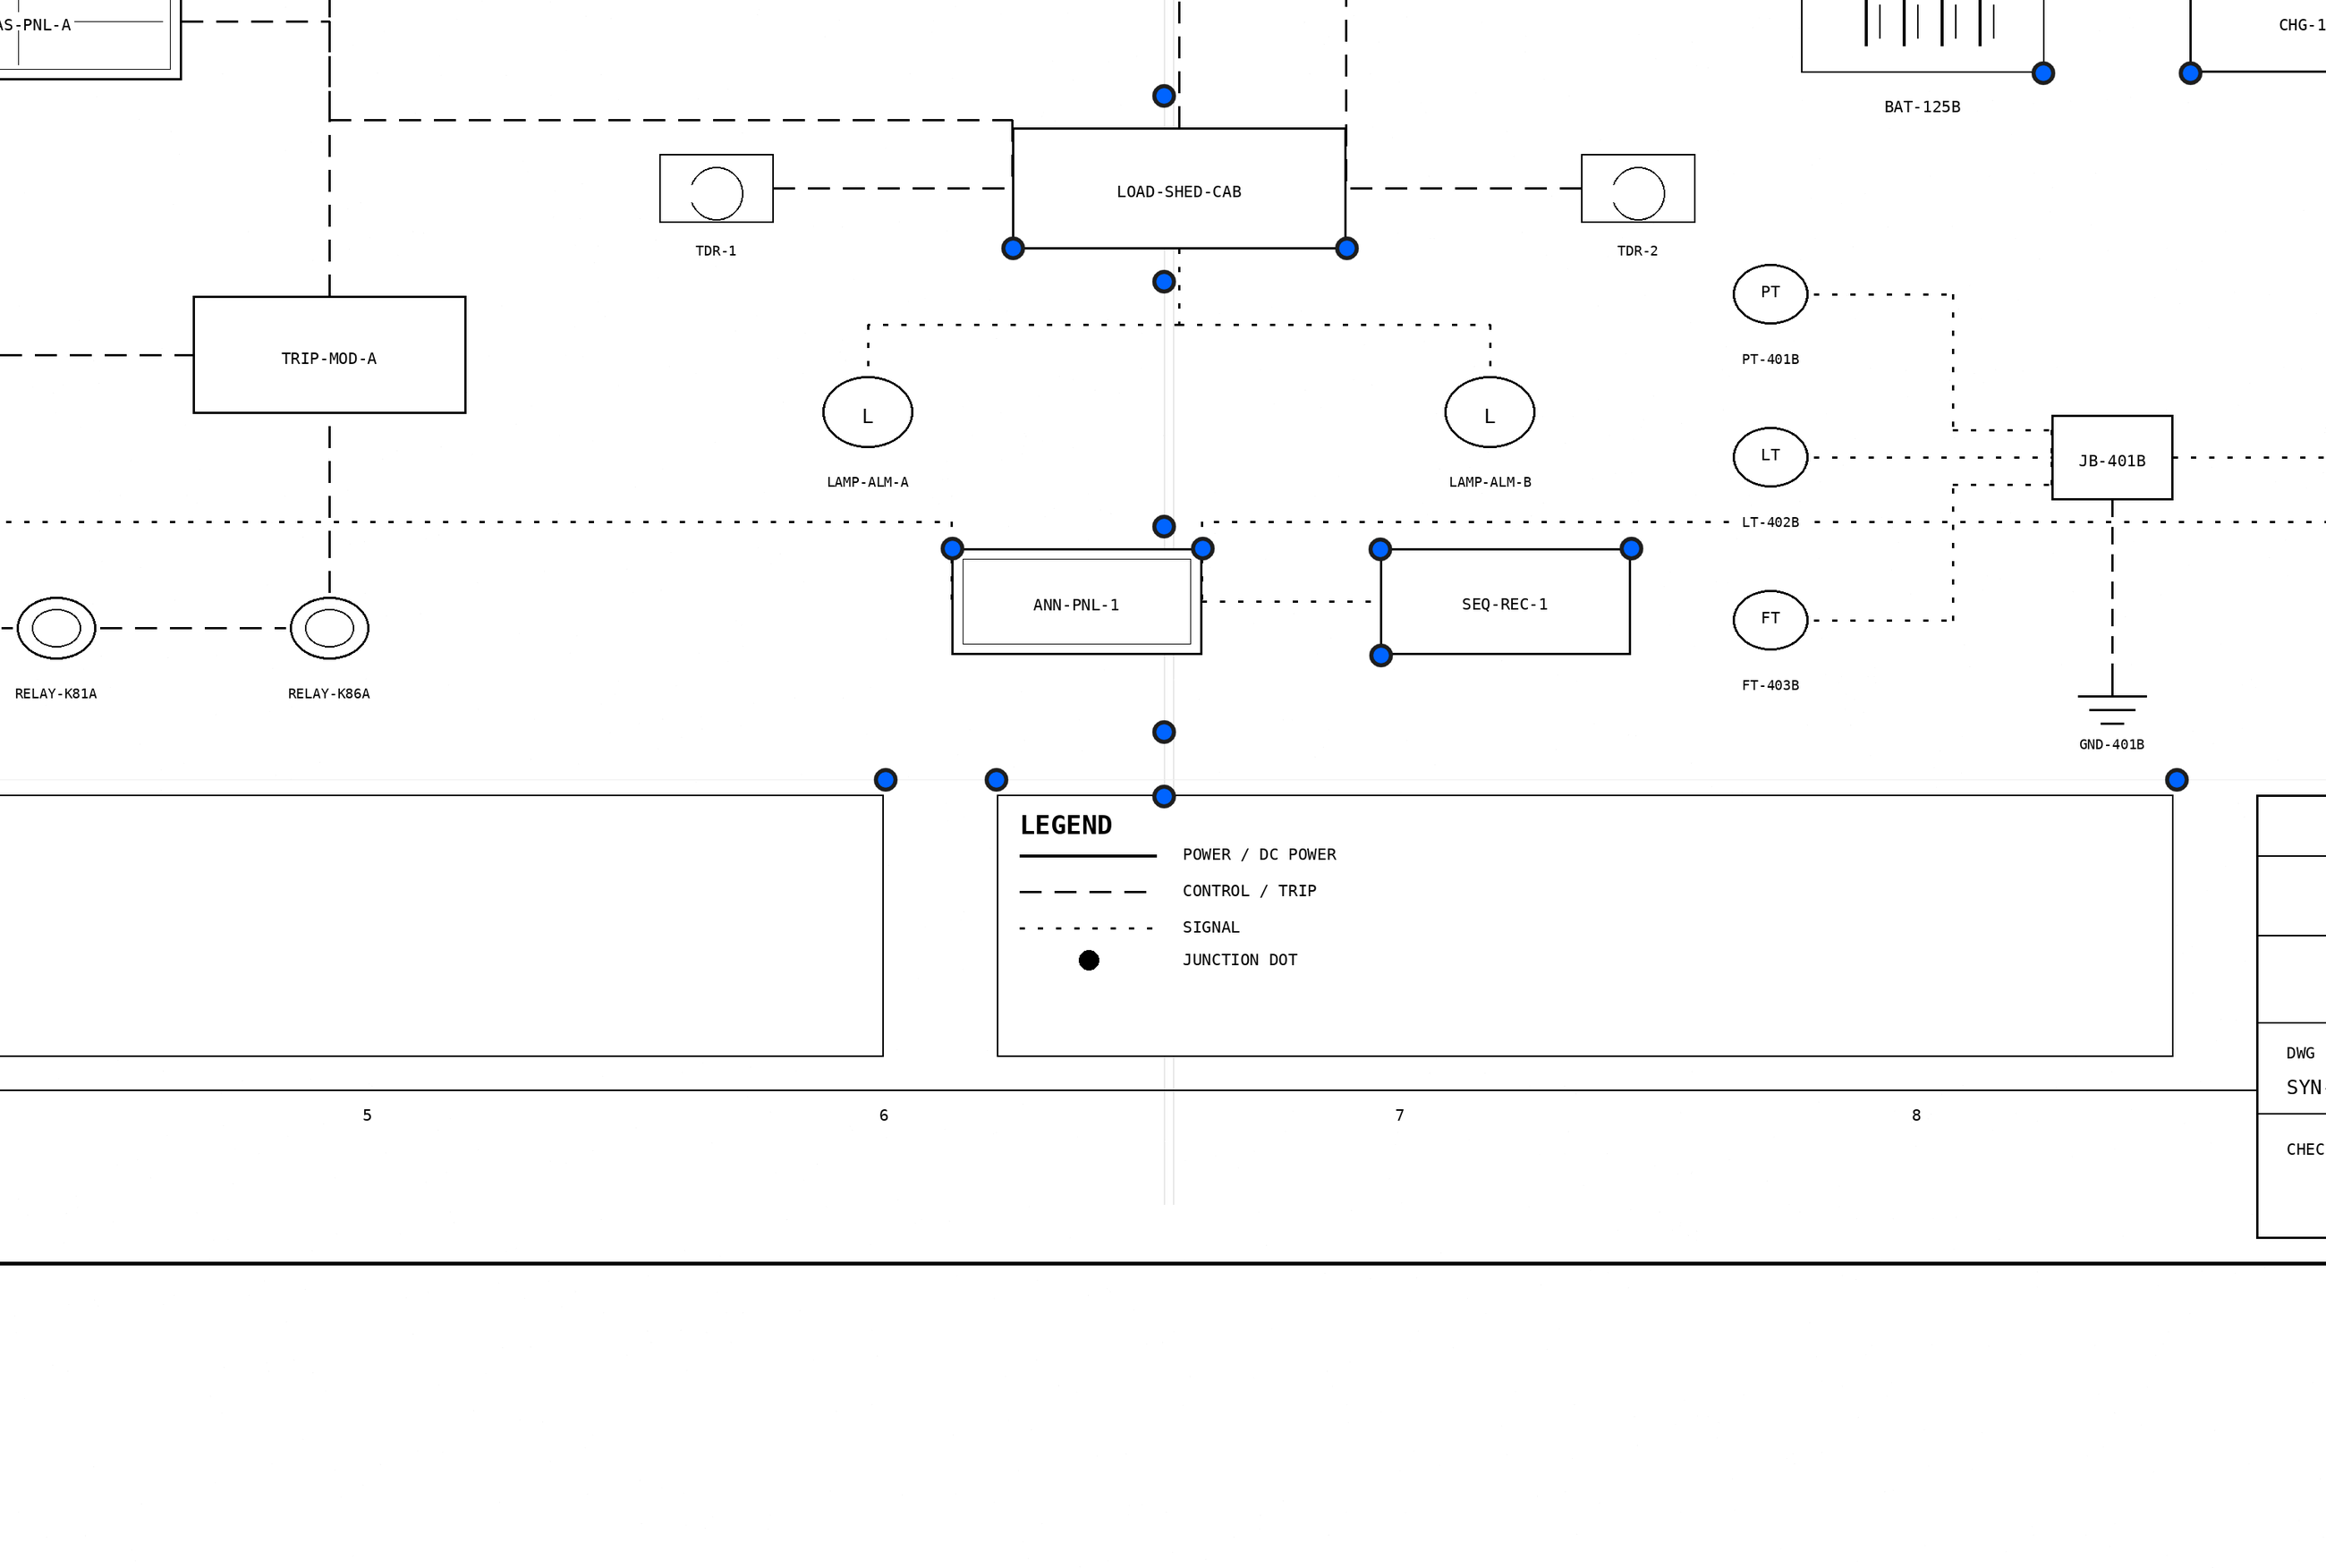 AS-PNL-A
CHG-1
BAT-125B
LOAD-SHED-CAB
TDR-1
TDR-2
PT
PT-401B
TRIP-MOD-A
L
L
LT
JB-401B
LAMP-ALM-A
LAMP-ALM-B
LT-402B
ANN-PNL-1
SEQ-REC-1
FT
FT-403B
RELAY-K81A
RELAY-K86A
GND-401B
LEGEND
POWER / DC POWER
CONTROL / TRIP
SIGNAL
JUNCTION DOT
DWG
SYN-
5
6
7
8
CHEC